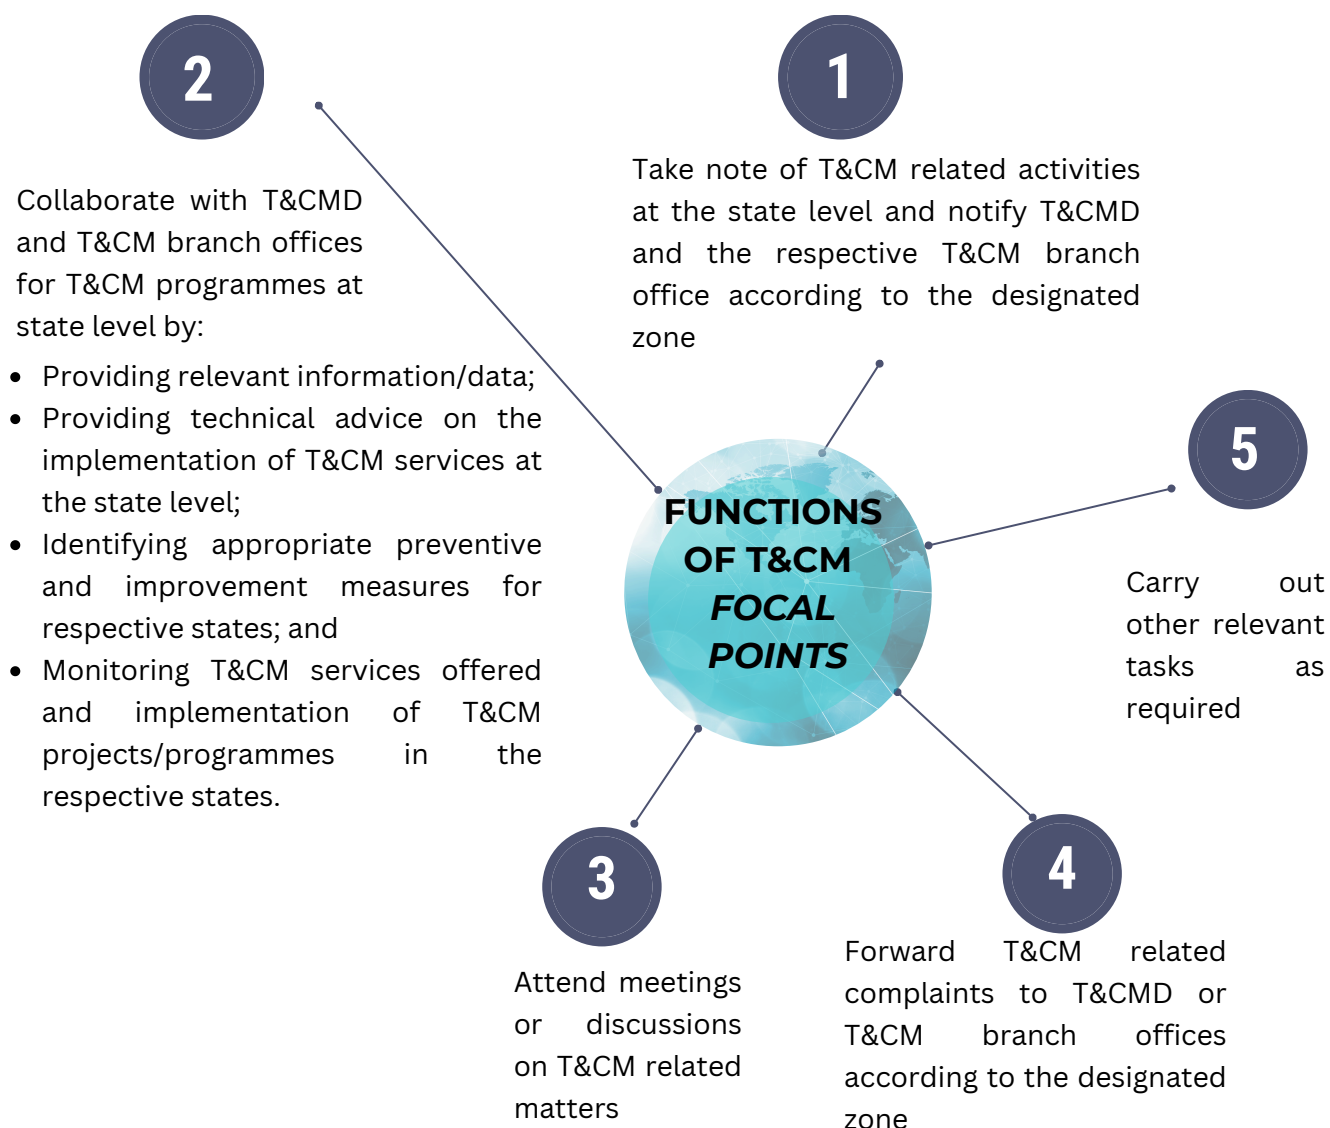 FUNCTIONS
OF T&CM
FOCAL
POINTS
1
Take note of T&CM related activities
at the state level and notify T&CMD
and the respective T&CM branch
office according to the designated
zone
2
Collaborate with T&CMD
and T&CM branch offices
for T&CM programmes at
state level by:
• Providing relevant information/data;
• Providing technical advice on the
implementation of T&CM services at
the state level;
• Identifying appropriate preventive
and improvement measures for
respective states; and
• Monitoring T&CM services offered
and implementation of T&CM
projects/programmes in the
respective states.
3
Attend meetings
or discussions
on T&CM related
matters
4
Forward T&CM related
complaints to T&CMD or
T&CM branch offices
according to the designated
zone
5
Carry out
other relevant
tasks as
required